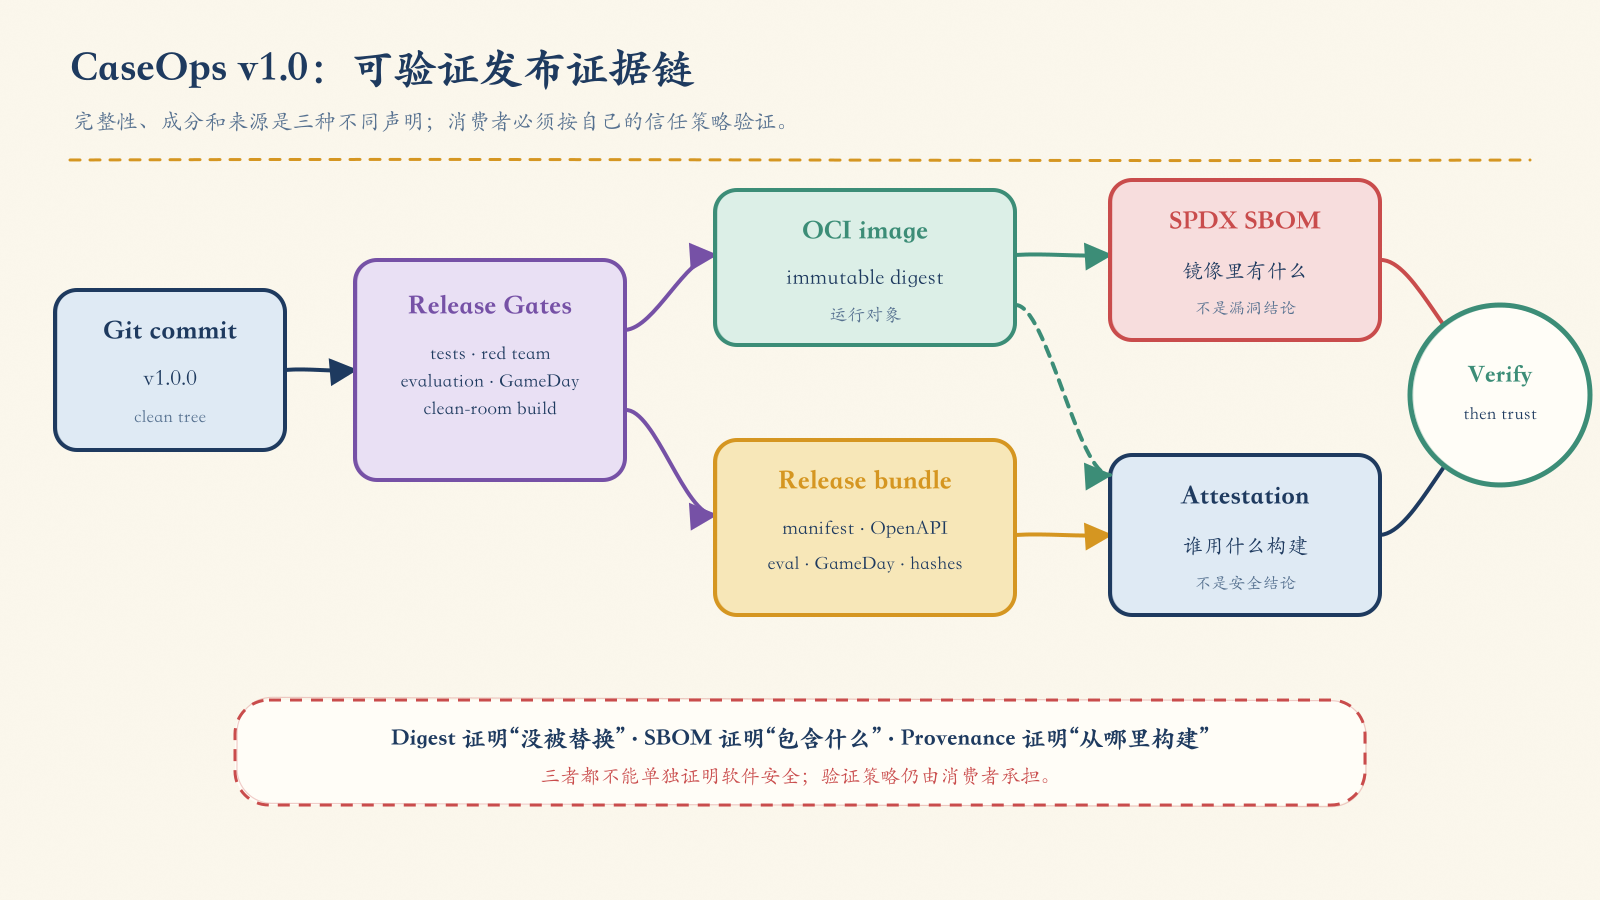 CaseOps v1.0：可验证发布证据链
完整性、成分和来源是三种不同声明；消费者必须按自己的信任策略验证。
Git commit
v1.0.0
clean tree
Release Gates
tests · red team
evaluation · GameDay
clean-room build
OCI image
immutable digest
运行对象
Release bundle
manifest · OpenAPI
eval · GameDay · hashes
SPDX SBOM
镜像里有什么
不是漏洞结论
Attestation
谁用什么构建
不是安全结论
Verify
then trust
Digest 证明“没被替换” · SBOM 证明“包含什么” · Provenance 证明“从哪里构建”
三者都不能单独证明软件安全；验证策略仍由消费者承担。